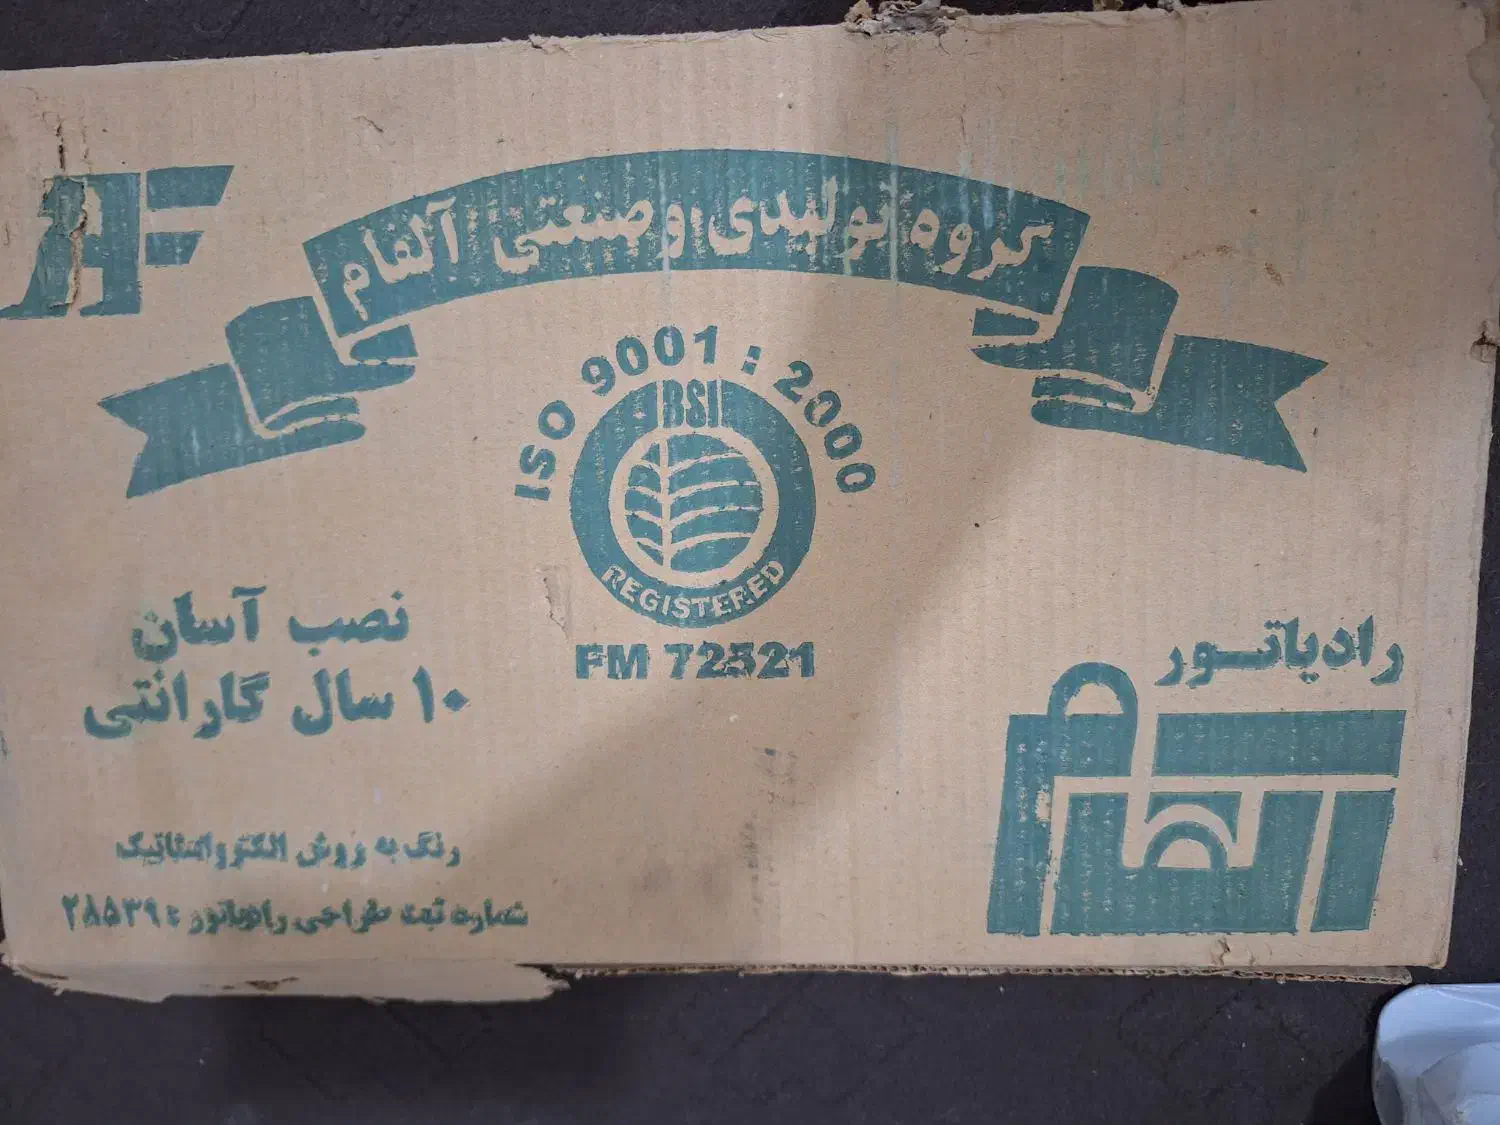 AF
گروه تولیدی و صنعتی آلفام
ISO 9001 : 2000
BSI
REGISTERED
FM 72521
نصب آسان
۱۰ سال گارانتی
رنگ به روش الکترواستاتیک
شماره ثبت طراحی رادیاتور : ۲۸۵۳۹
رادیاتور
آلفام